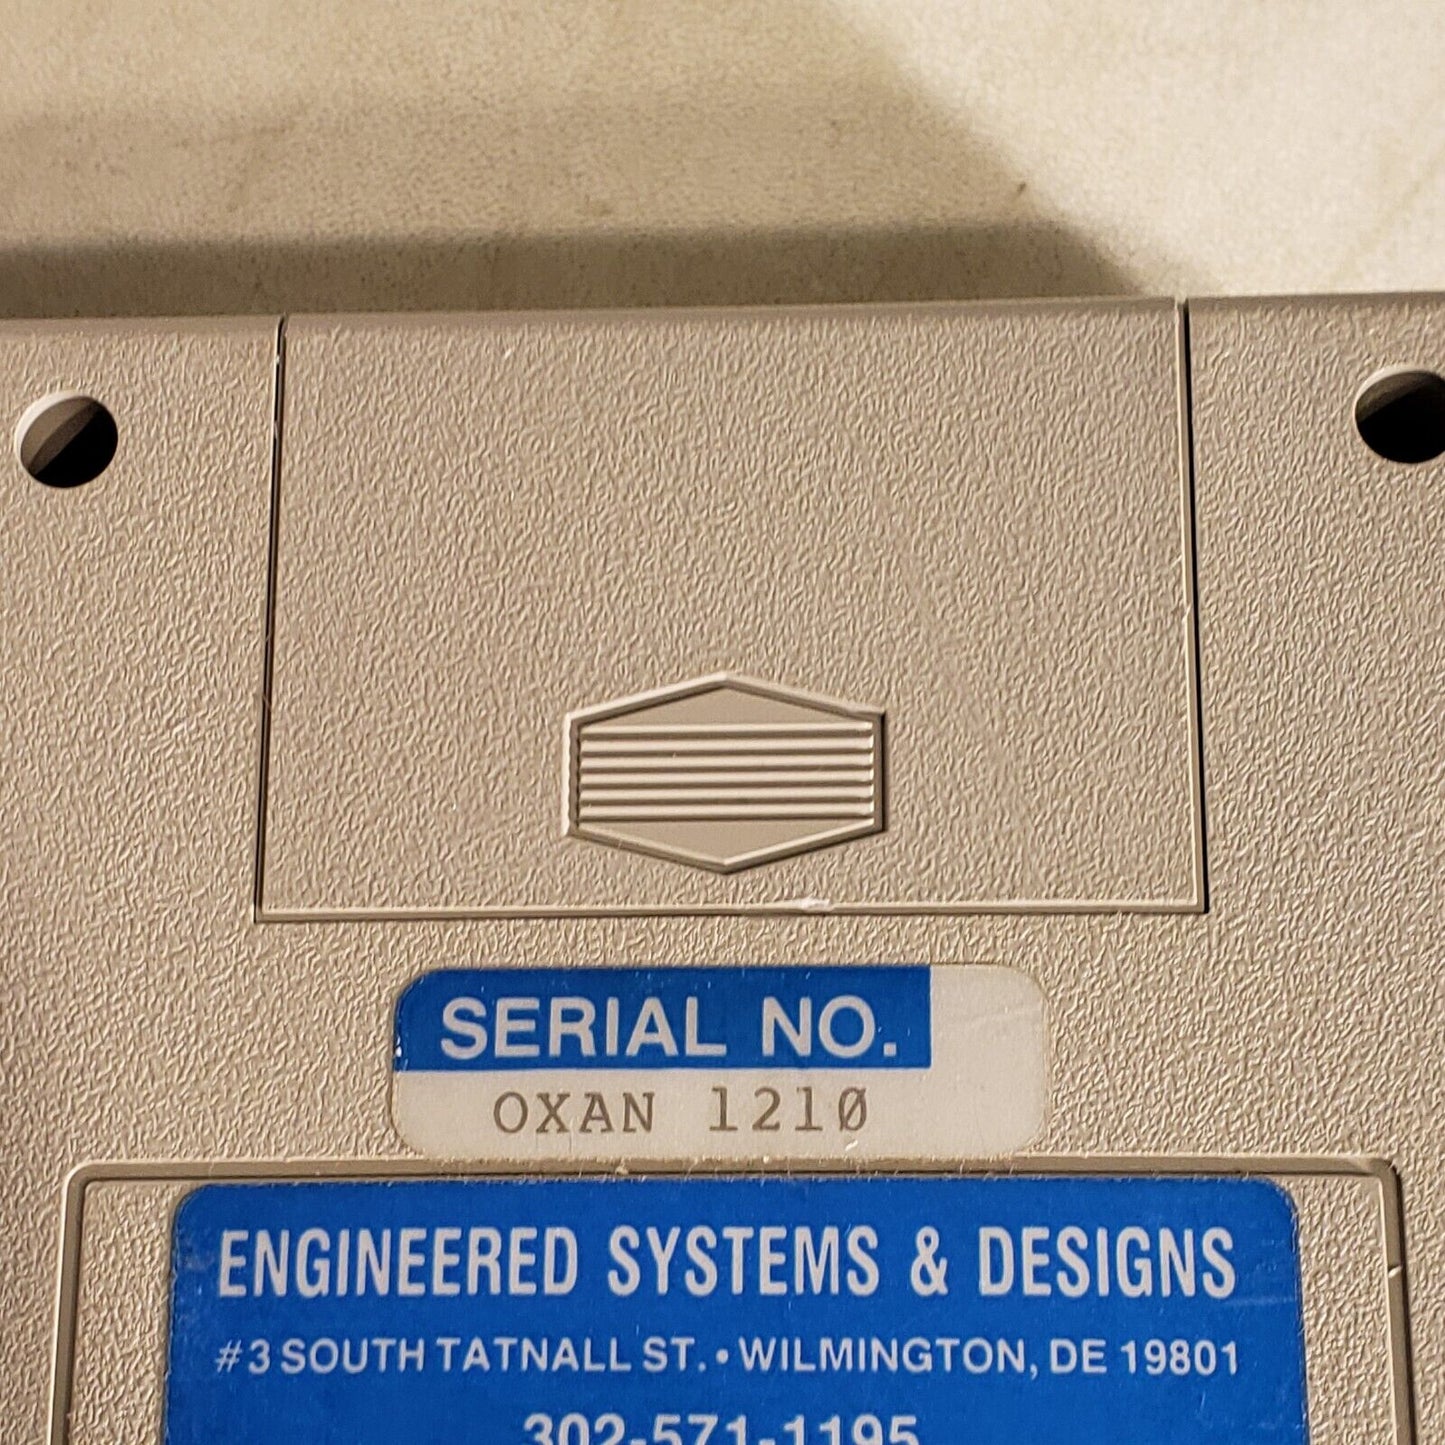 SERIAL NO.
OXAN 121Ø
ENGINEERED SYSTEMS & DESIGNS
#3 SOUTH TATNALL ST. • WILMINGTON, DE 19801
302-571-1195